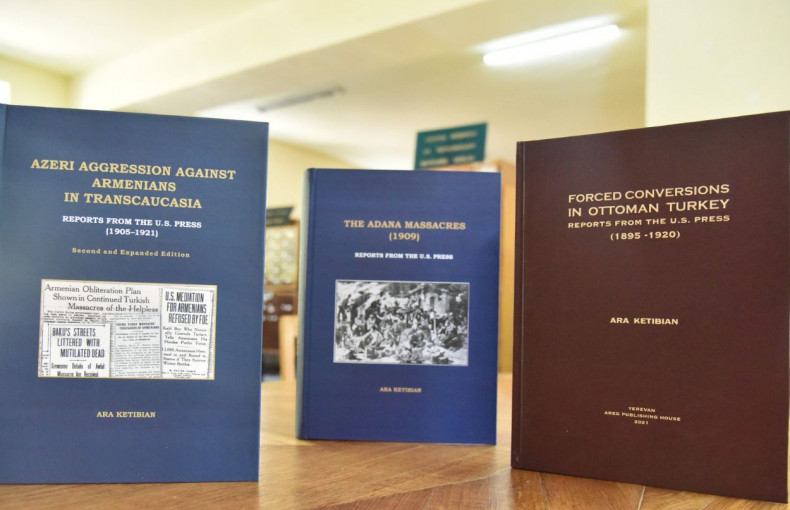 AZERI AGGRESSION AGAINST
ARMENIANS
IN TRANSCAUCASIA
REPORTS FROM THE U.S. PRESS
(1905–1921)
Second and Expanded Edition
Armenian Obliteration Plan
Shown in Continued Turkish
Massacres of the Helpless
BAKU'S STREETS
LITTERED WITH
MUTILATED DEAD
U.S. MEDIATION
FOR ARMENIANS
REFUSED BY FOE
ARA KETIBIAN
THE ADANA MASSACRES
(1909)
REPORTS FROM THE U.S. PRESS
ARA KETIBIAN
FORCED CONVERSIONS
IN OTTOMAN TURKEY
REPORTS FROM THE U.S. PRESS
(1895 -1920)
ARA KETIBIAN
YEREVAN
AREG PUBLISHING HOUSE
2021